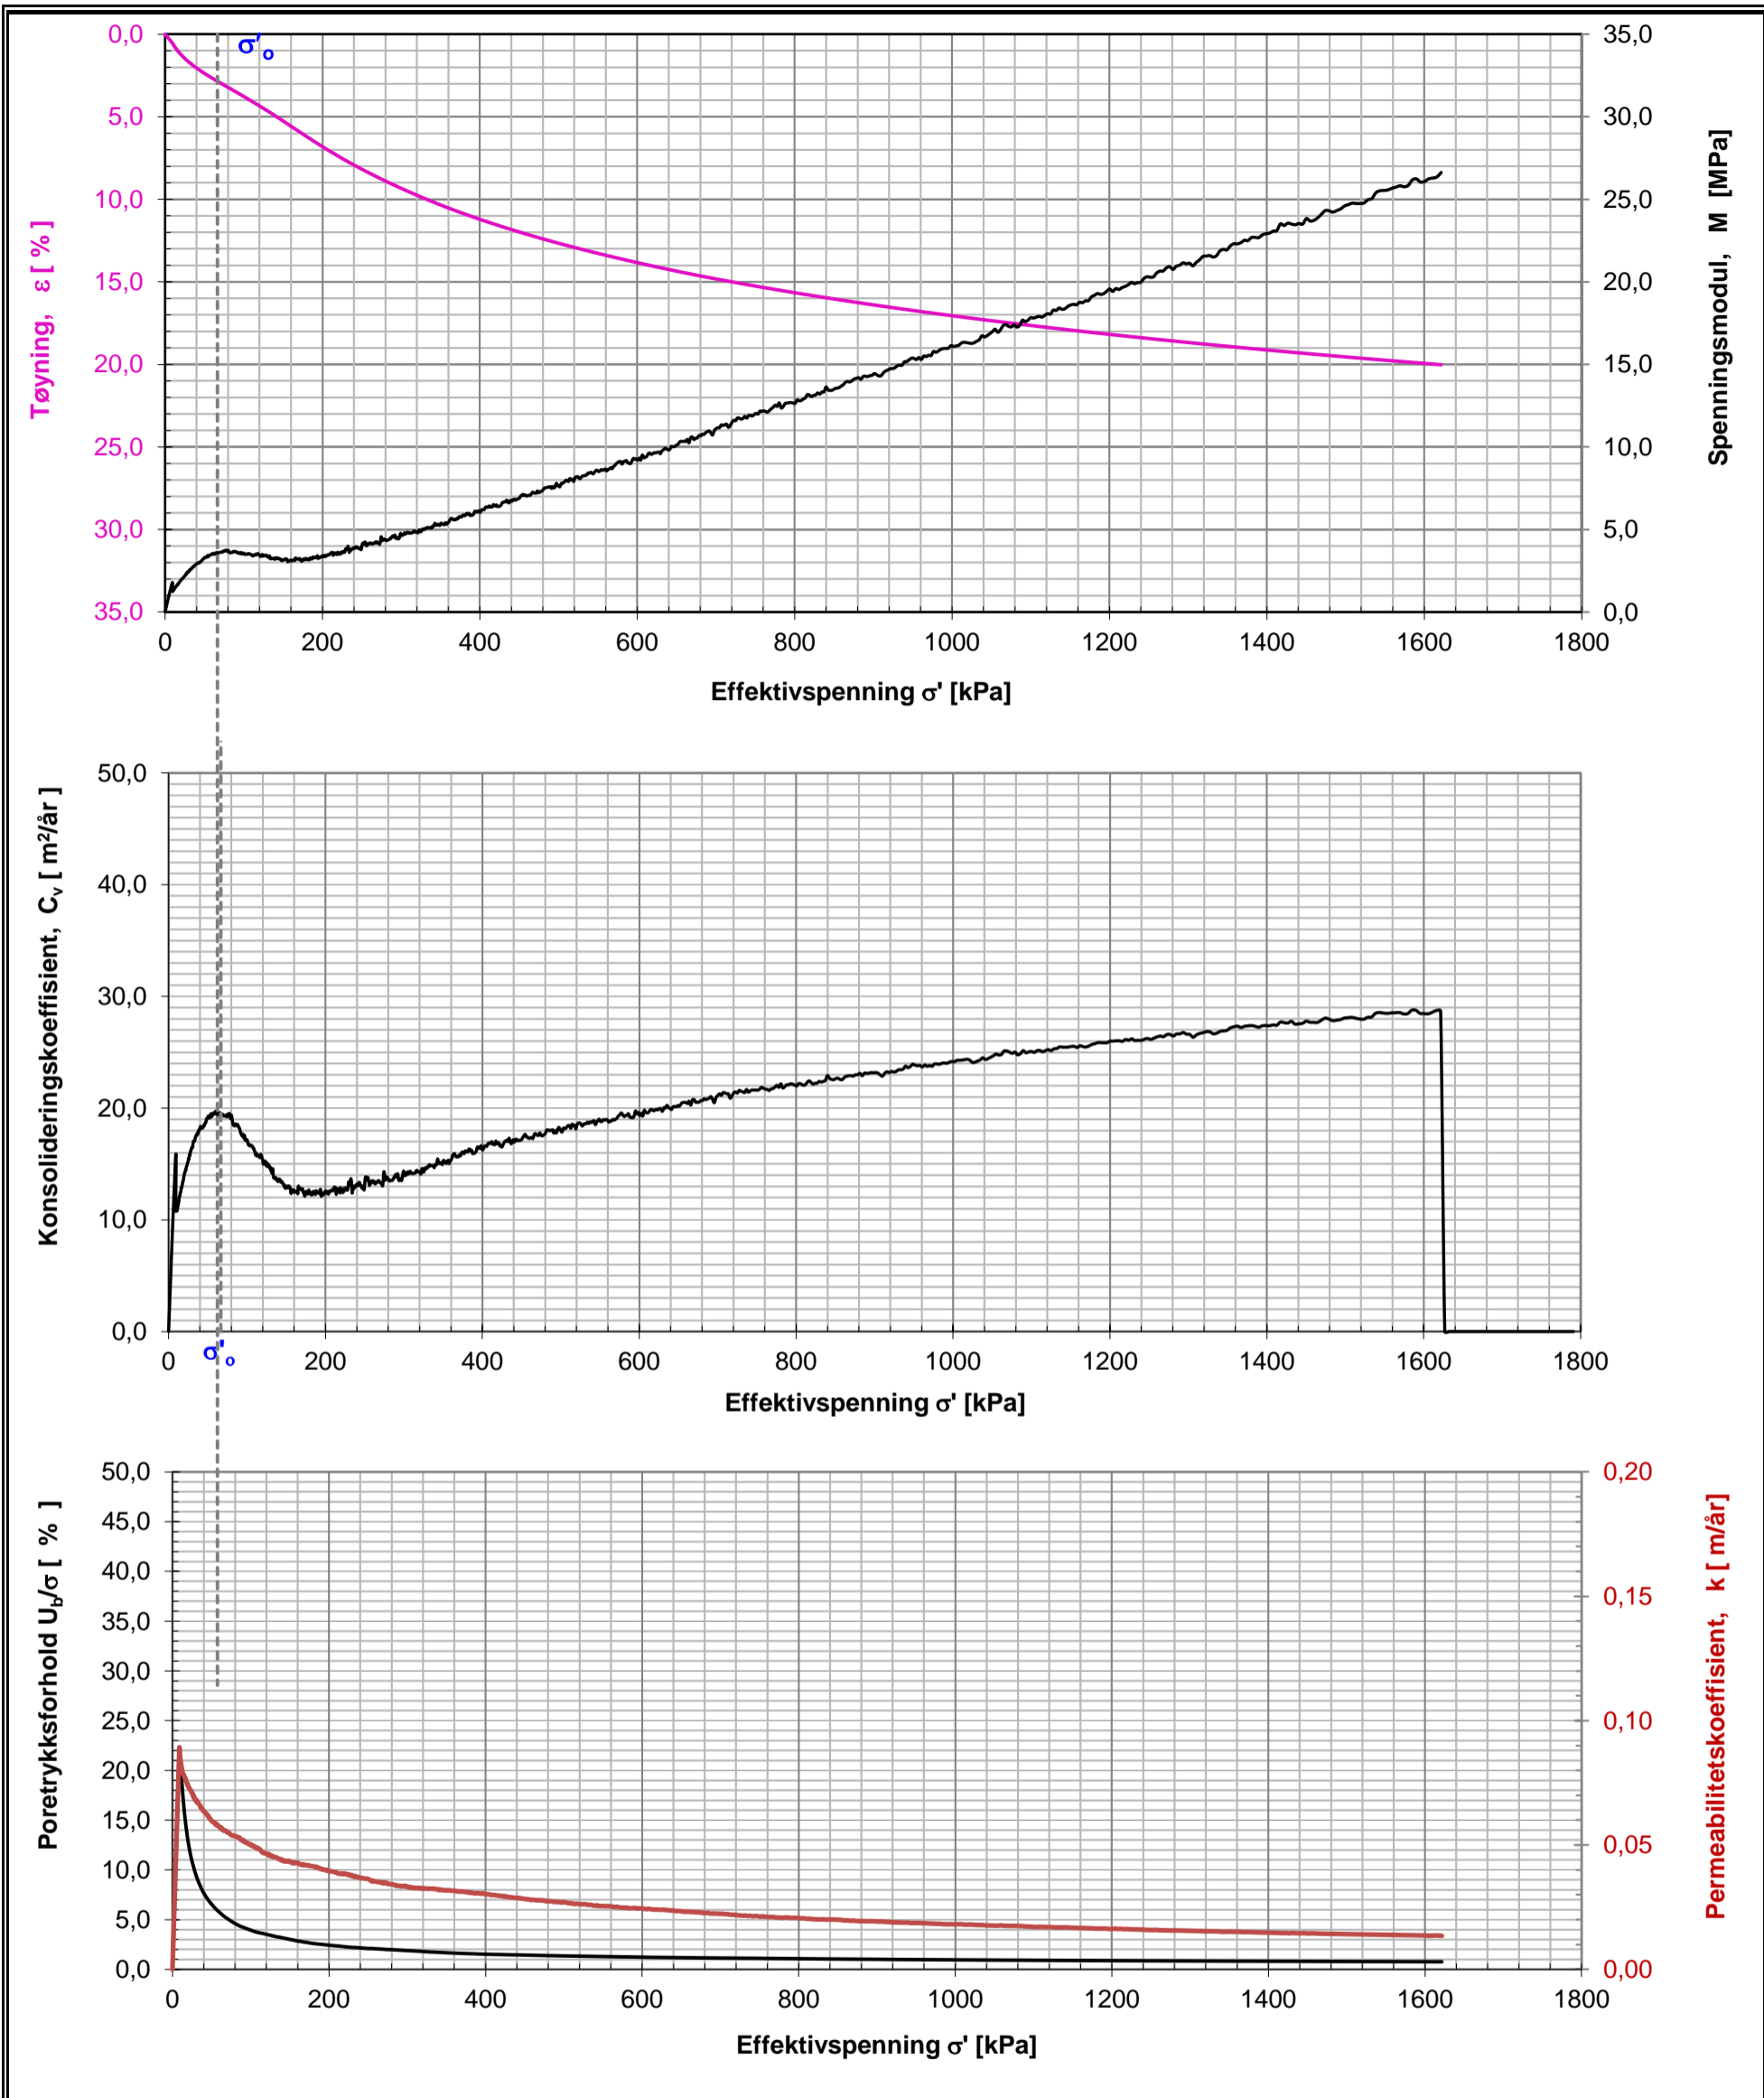 σ'o
0,0
5,0
10,0
15,0
20,0
25,0
30,0
35,0
Tøyning, ε [ % ]
35,0
30,0
25,0
20,0
15,0
10,0
5,0
0,0
Spenningsmodul, M [MPa]
0 200 400 600 800 1000 1200 1400 1600 1800
Effektivspenning σ' [kPa]
50,0
40,0
30,0
20,0
10,0
0,0
Konsolideringskoeffisient, Cv [ m²/år ]
0 200 400 600 800 1000 1200 1400 1600 1800
σ'o
Effektivspenning σ' [kPa]
50,0
45,0
40,0
35,0
30,0
25,0
20,0
15,0
10,0
5,0
0,0
Poretrykksforhold Ub/σ [ % ]
0,20
0,15
0,10
0,05
0,00
Permeabilitetskoeffisient, k [ m/år]
0 200 400 600 800 1000 1200 1400 1600 1800
Effektivspenning σ' [kPa]